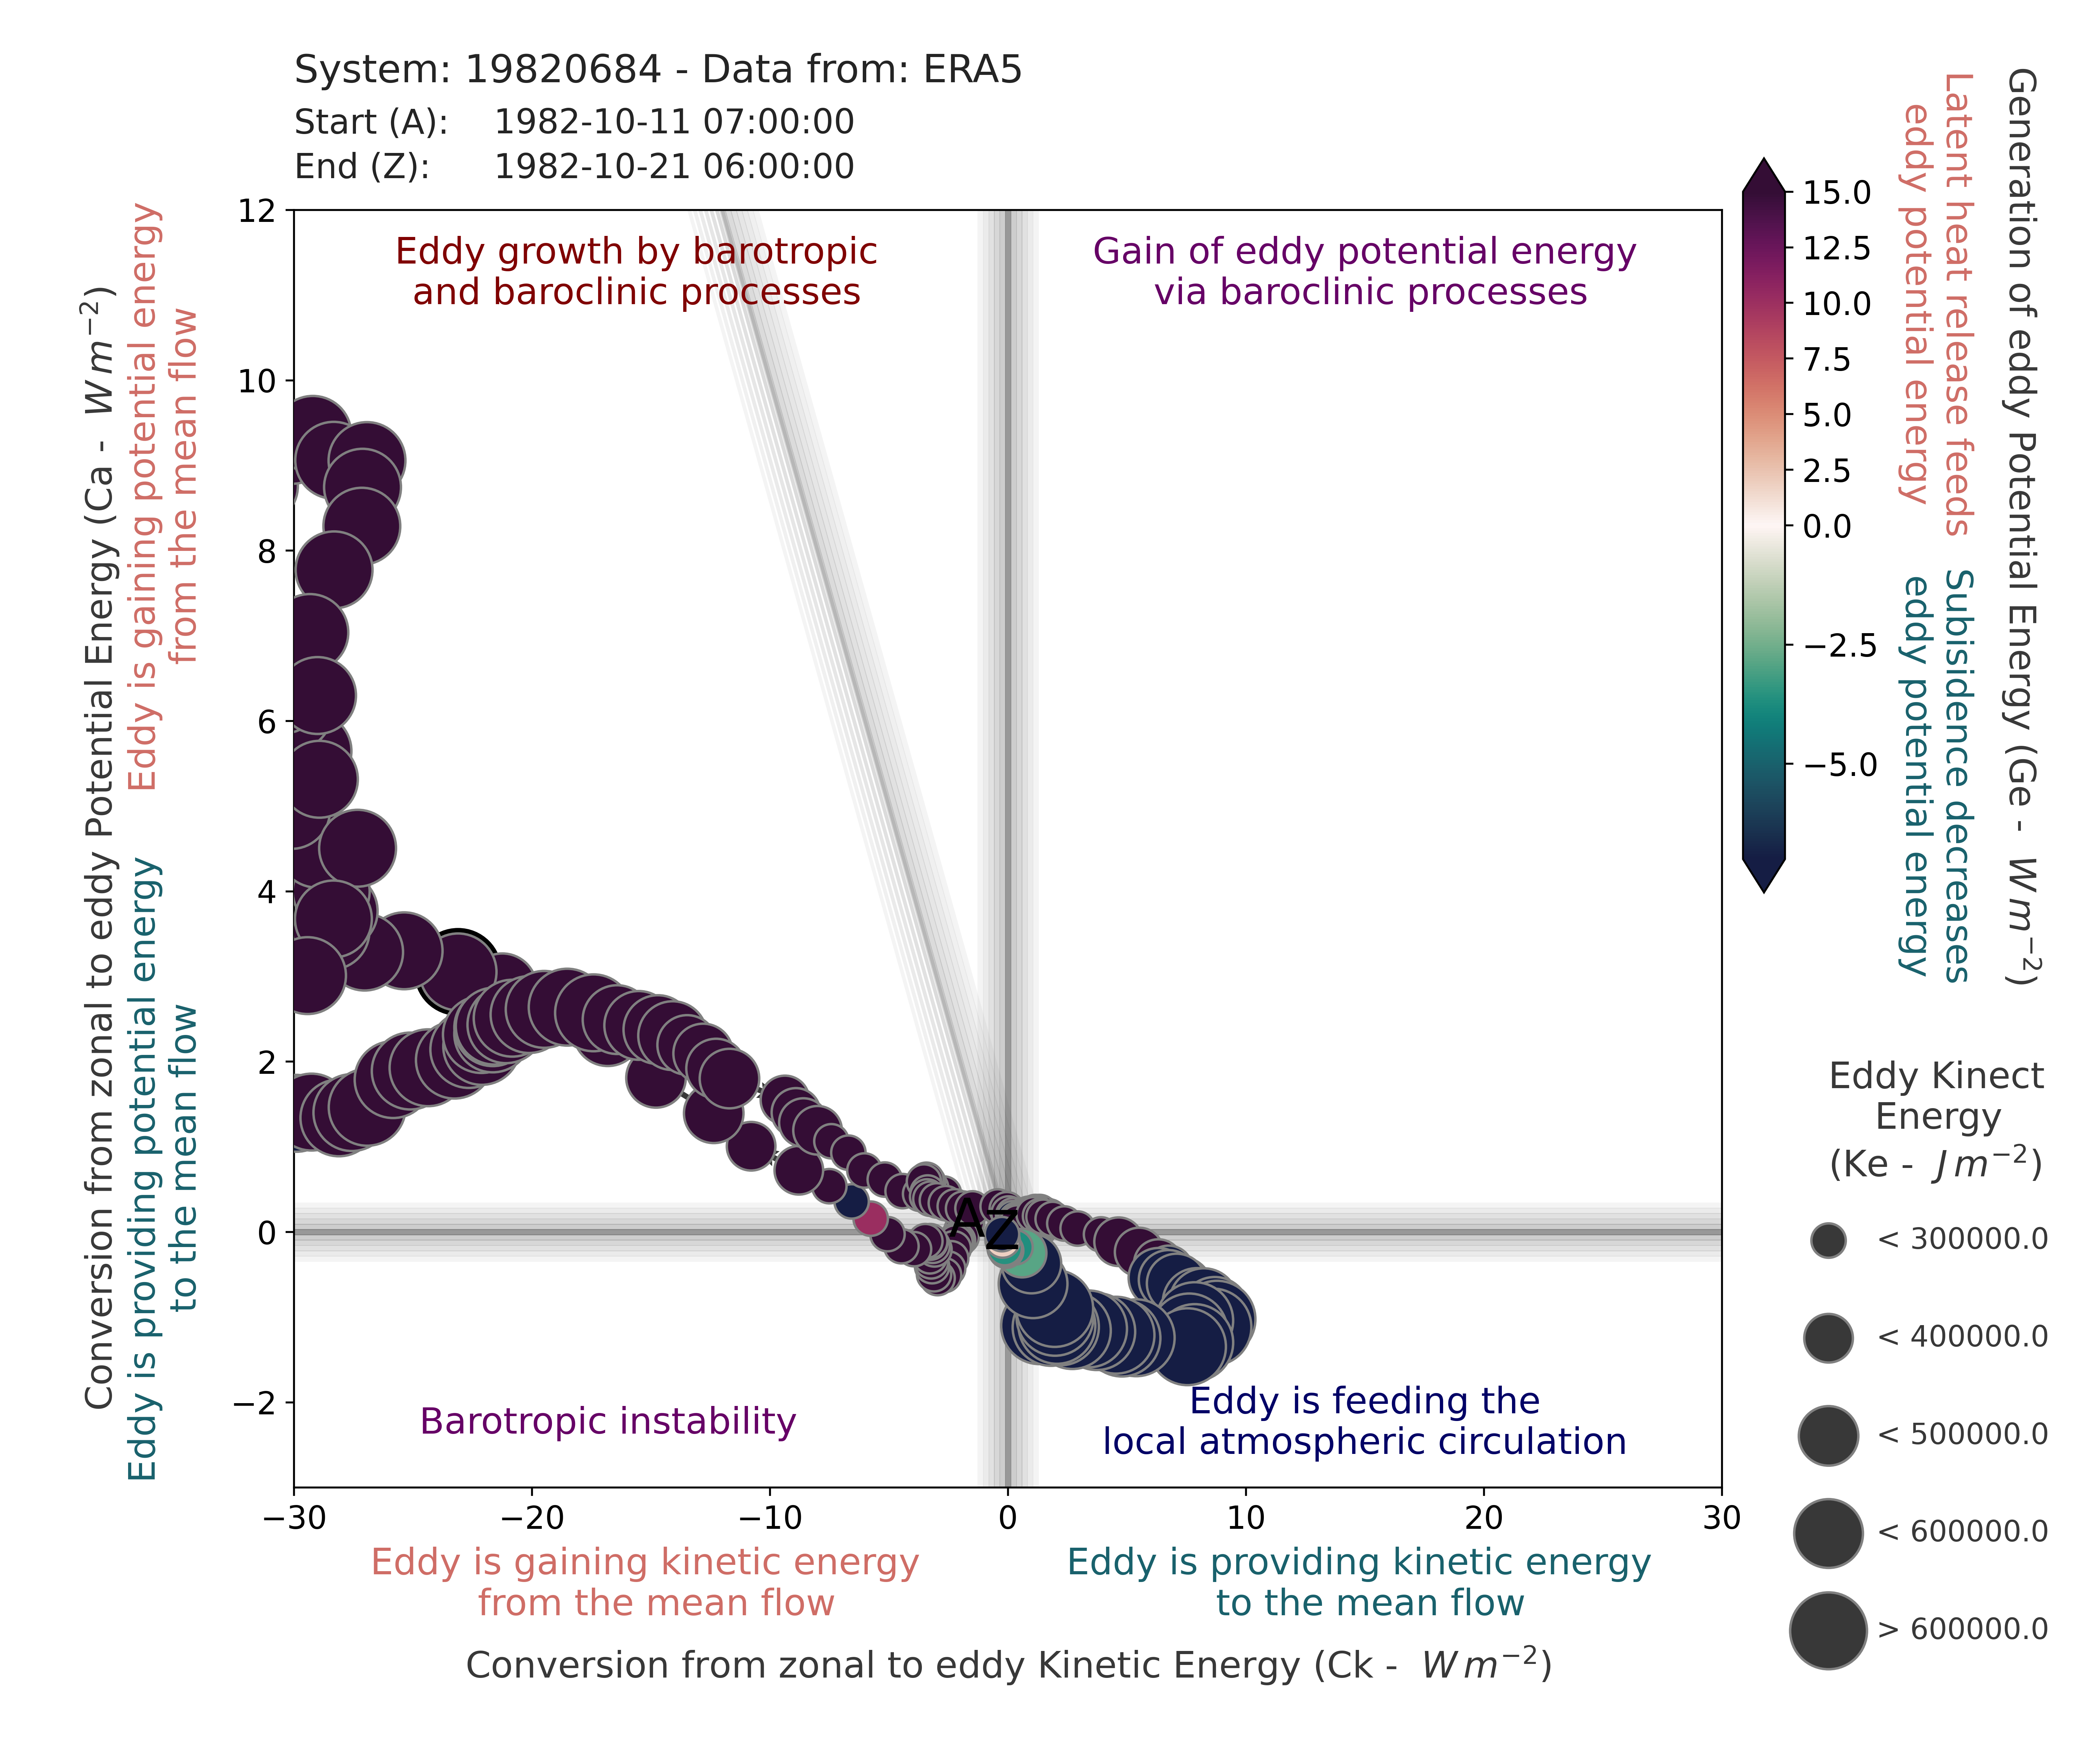 System: 19820684 - Data from: ERA5
Start (A): 1982-10-11 07:00:00
End (Z): 1982-10-21 06:00:00
Conversion from zonal to eddy Potential Energy (Ca - W m⁻²)
Eddy is gaining potential energy
from the mean flow
Eddy is providing potential energy
to the mean flow
12
10
8
6
4
2
0
−2
Eddy growth by barotropic
and baroclinic processes
Gain of eddy potential energy
via baroclinic processes
A
Z
Barotropic instability
Eddy is feeding the
local atmospheric circulation
−30
−20
−10
0
10
20
30
Eddy is gaining kinetic energy
from the mean flow
Eddy is providing kinetic energy
to the mean flow
Conversion from zonal to eddy Kinetic Energy (Ck - W m⁻²)
15.0
12.5
10.0
7.5
5.0
2.5
0.0
−2.5
−5.0
Latent heat release feeds
eddy potential energy
Subisidence decreases
eddy potential energy
Generation of eddy Potential Energy (Ge - W m⁻²)
Eddy Kinect
Energy
(Ke - J m⁻²)
< 300000.0
< 400000.0
< 500000.0
< 600000.0
> 600000.0